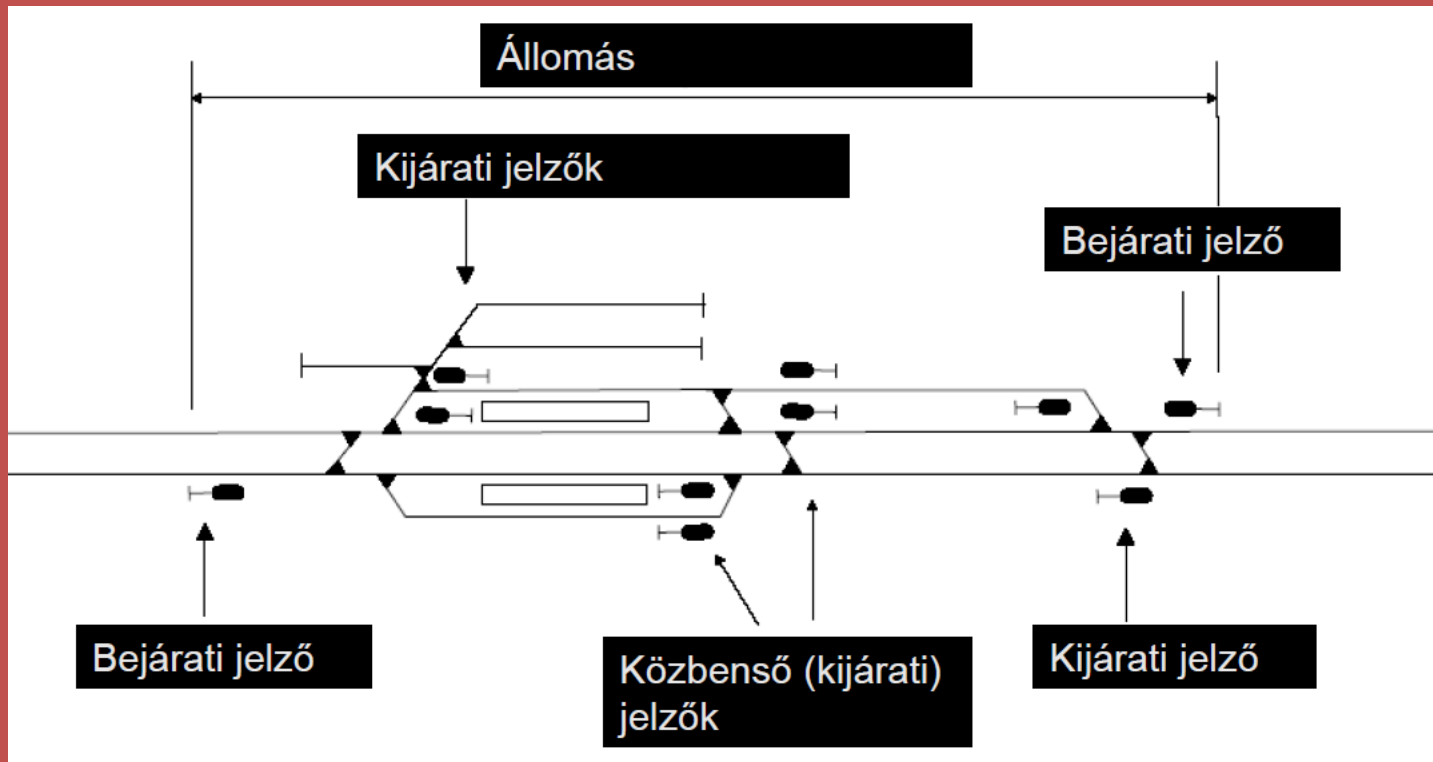 Állomás
Kijárati jelzők
Bejárati jelző
Bejárati jelző
Közbenső (kijárati)
jelzők
Kijárati jelző